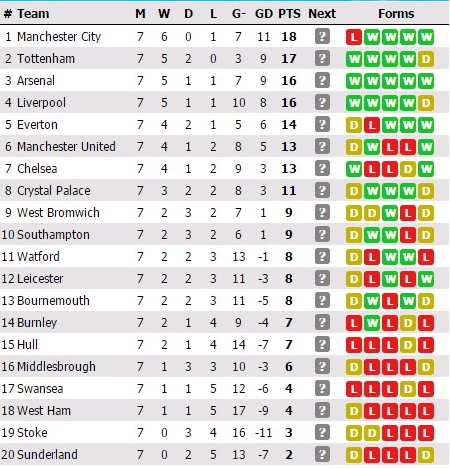 # Team M W D L G- GD PTS Next Forms
1 Manchester City 7 6 0 1 7 11 18 ? L W W W W
2 Tottenham 7 5 2 0 3 9 17 ? W W W W D
3 Arsenal 7 5 1 1 7 9 16 ? W W W W W
4 Liverpool 7 5 1 1 10 8 16 ? W W W W D
5 Everton 7 4 2 1 5 6 14 ? D L W W W
6 Manchester United 7 4 1 2 8 5 13 ? D W L L W
7 Chelsea 7 4 1 2 9 3 13 ? W L L D W
8 Crystal Palace 7 3 2 2 8 3 11 ? D W W W D
9 West Bromwich 7 2 3 2 7 1 9 ? D D W L D
10 Southampton 7 2 3 2 6 1 9 ? D W W L D
11 Watford 7 2 2 3 13 -1 8 ? D L W W L
12 Leicester 7 2 2 3 11 -3 8 ? D L W L W
13 Bournemouth 7 2 2 3 11 -5 8 ? D W L W D
14 Burnley 7 2 1 4 9 -4 7 ? L W L D L
15 Hull 7 2 1 4 14 -7 7 ? L L L D L
16 Middlesbrough 7 1 3 3 10 -3 6 ? D L L L D
17 Swansea 7 1 1 5 12 -6 4 ? L L L D L
18 West Ham 7 1 1 5 17 -9 4 ? D L L L L
19 Stoke 7 0 3 4 16 -11 3 ? D D L L L
20 Sunderland 7 0 2 5 13 -7 2 ? D L L L D